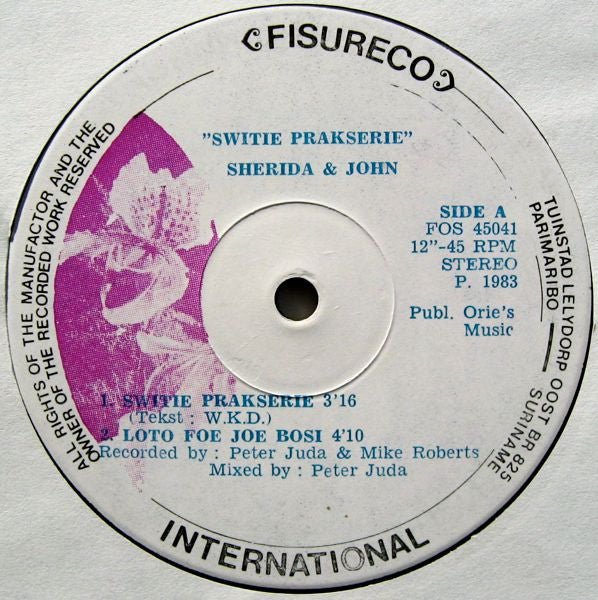 FISURECO
"SWITIE PRAKSERIE"
SHERIDA & JOHN
SIDE A
FOS 45041
12"-45 RPM
STEREO
P. 1983
Publ. Orie's
Music
1. SWITIE PRAKSERIE 3'16
(Tekst : W.K.D.)
2. LOTO FOE JOE BOSI 4'10
Recorded by : Peter Juda & Mike Roberts
Mixed by : Peter Juda
ALL RIGHTS OF THE MANUFACTOR AND THE
OWNER OF THE RECORDED WORK RESERVED
TUINSTAD LELYDORP OOST BR 825
PARIMARIBO SURINAME
INTERNATIONAL